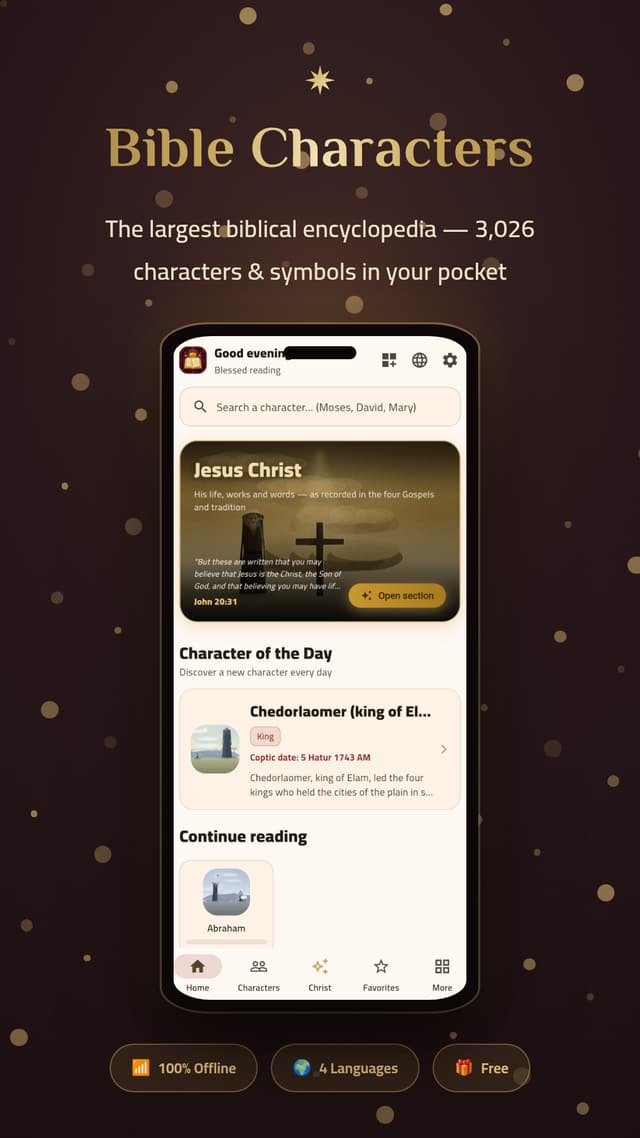 Bible Characters
The largest biblical encyclopedia — 3,026
characters & symbols in your pocket
Good evenin
Blessed reading
Search a character... (Moses, David, Mary)
Jesus Christ
His life, works and words — as recorded in the four Gospels
and tradition
"But these are written that you may
believe that Jesus is the Christ, the Son of
God, and that believing you may have lif...
John 20:31
Open section
Character of the Day
Discover a new character every day
Chedorlaomer (king of El...
King
Coptic date: 5 Hatur 1743 AM
Chedorlaomer, king of Elam, led the four
kings who held the cities of the plain in s...
Continue reading
Abraham
Home
Characters
Christ
Favorites
More
100% Offline
4 Languages
Free